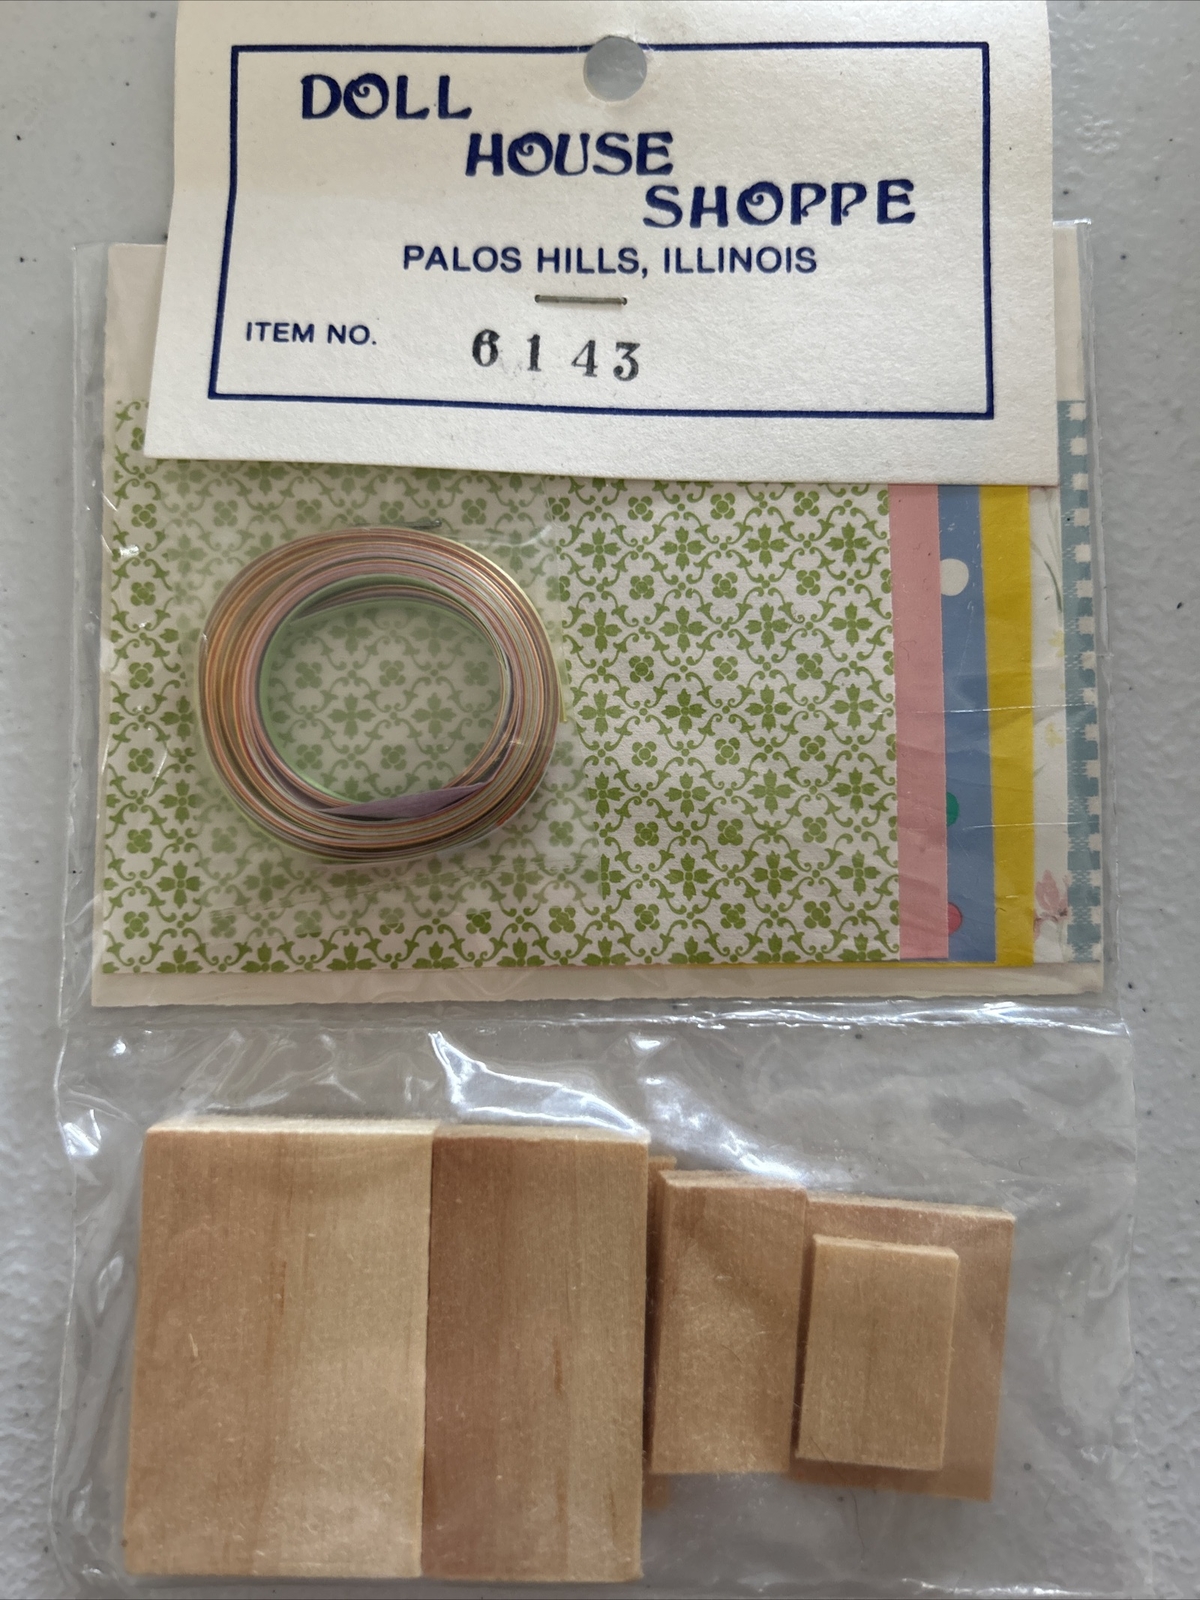 DOLL
HOUSE
SHOPPE
PALOS HILLS, ILLINOIS
ITEM NO. 6143